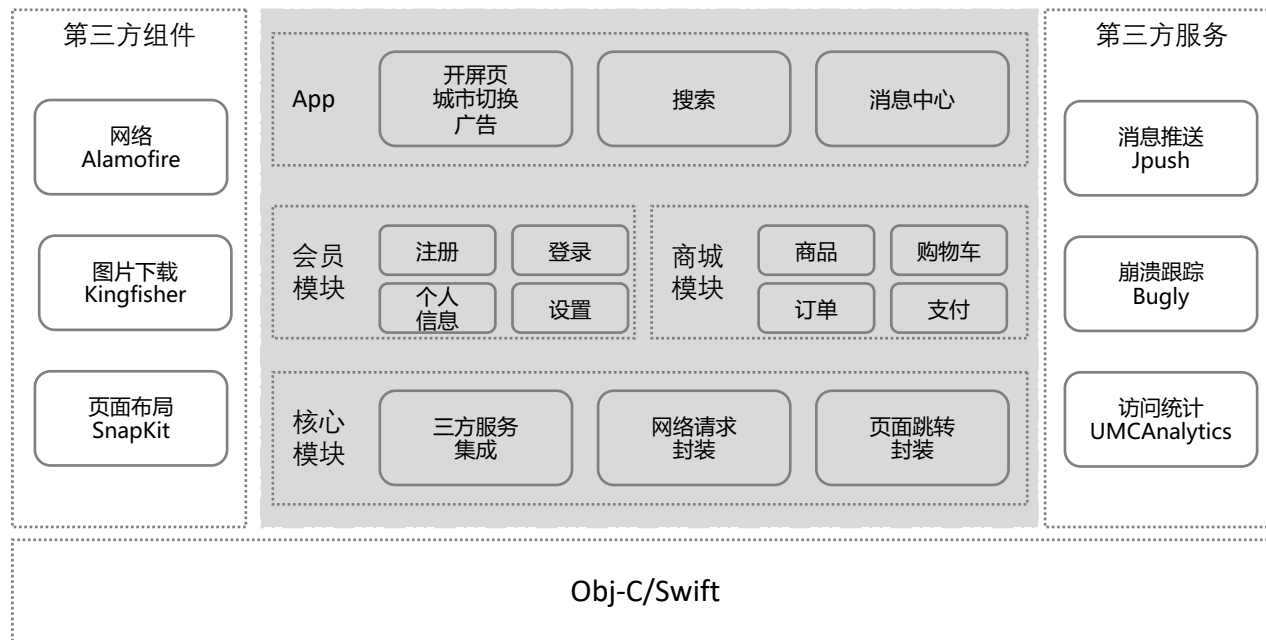 第三方组件
网络
Alamofire
图片下载
Kingfisher
页面布局
SnapKit
App
开屏页
城市切换
广告
搜索
消息中心
会员
模块
注册
登录
个人
信息
设置
商城
模块
商品
购物车
订单
支付
核心
模块
三方服务
集成
网络请求
封装
页面跳转
封装
第三方服务
消息推送
Jpush
崩溃跟踪
Bugly
访问统计
UMCAnalytics
Obj-C/Swift